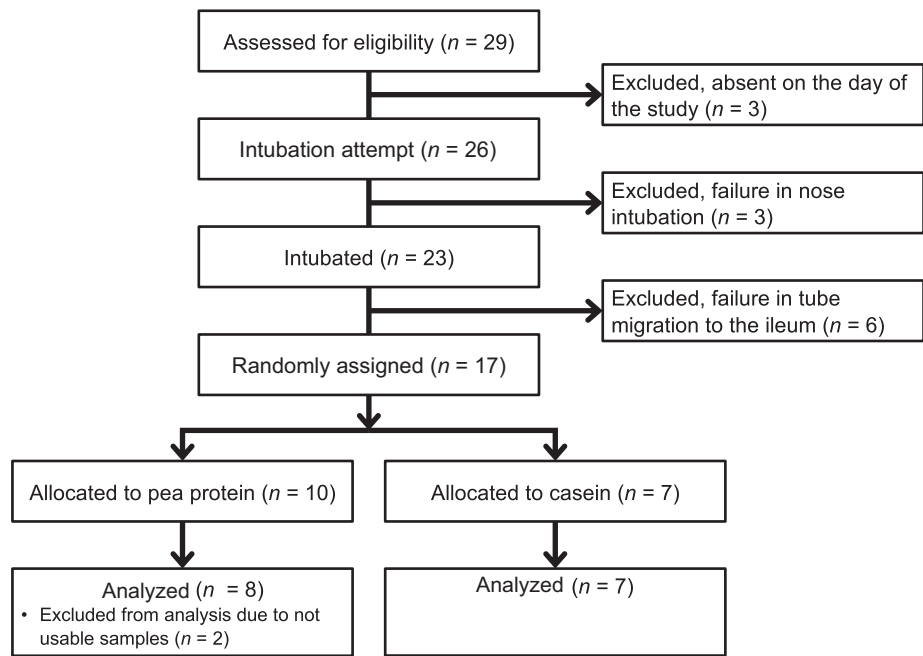 Assessed for eligibility (n = 29)
Excluded, absent on the day of
the study (n = 3)
Intubation attempt (n = 26)
Excluded, failure in nose
intubation (n = 3)
Intubated (n = 23)
Excluded, failure in tube
migration to the ileum (n = 6)
Randomly assigned (n = 17)
Allocated to pea protein (n = 10)
Allocated to casein (n = 7)
Analyzed (n = 8)
• Excluded from analysis due to not
usable samples (n = 2)
Analyzed (n = 7)